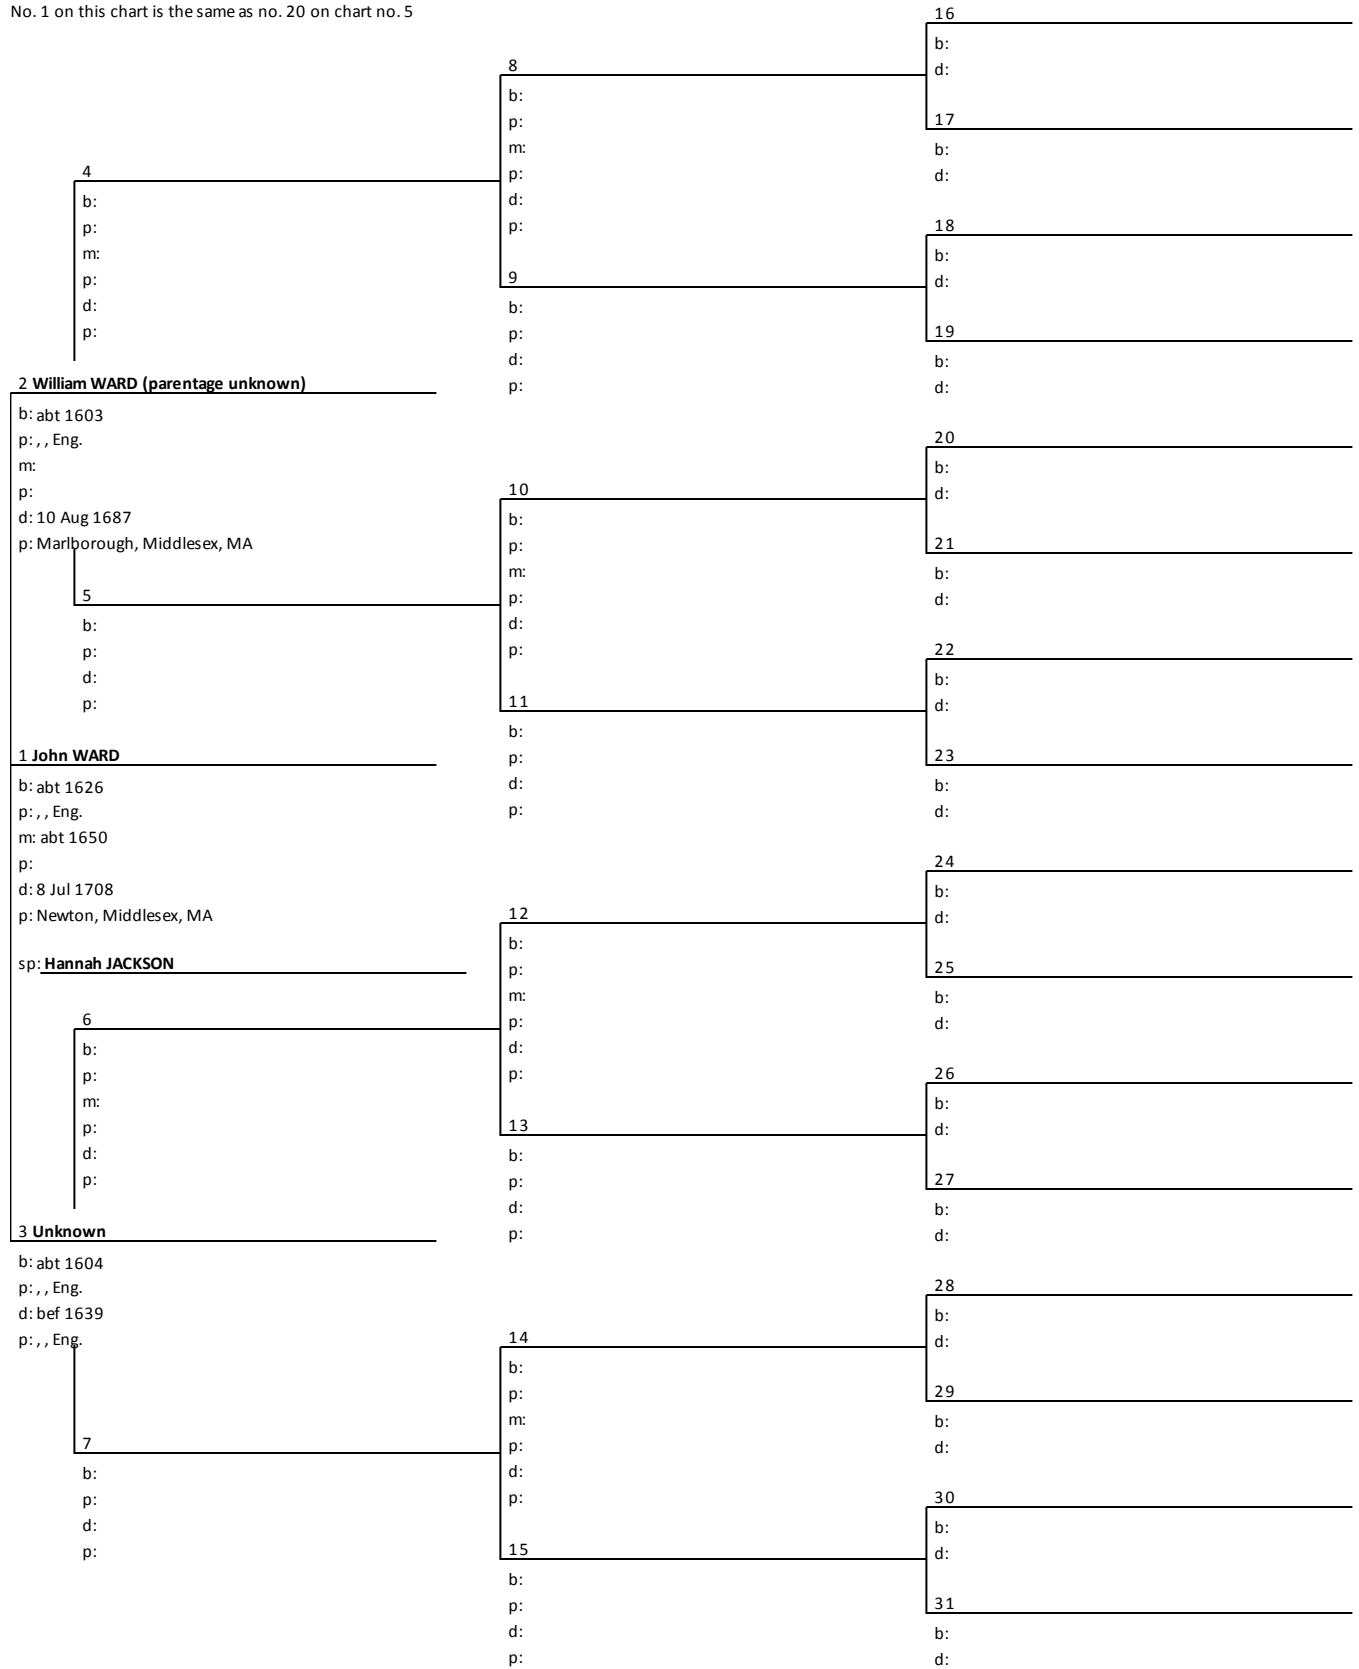 No. 1 on this chart is the same as no. 20 on chart no. 5
16
b:
d:
8
b:
p:
m:
p:
d:
p:
17
b:
d:
4
b:
p:
m:
p:
d:
p:
18
b:
d:
9
b:
p:
d:
p:
19
b:
d:
2 William WARD (parentage unknown)
b: abt 1603
p: , , Eng.
m:
p:
d: 10 Aug 1687
p: Marlborough, Middlesex, MA
20
b:
d:
10
b:
p:
m:
p:
d:
p:
21
b:
d:
5
b:
p:
d:
p:
22
b:
d:
11
b:
p:
d:
p:
23
b:
d:
1 John WARD
b: abt 1626
p: , , Eng.
m: abt 1650
p:
d: 8 Jul 1708
p: Newton, Middlesex, MA
sp: Hannah JACKSON
24
b:
d:
12
b:
p:
m:
p:
d:
p:
25
b:
d:
6
b:
p:
m:
p:
d:
p:
26
b:
d:
13
b:
p:
d:
p:
27
b:
d:
3 Unknown
b: abt 1604
p: , , Eng.
d: bef 1639
p: , , Eng.
28
b:
d:
14
b:
p:
m:
p:
d:
p:
29
b:
d:
7
b:
p:
d:
p:
30
b:
d:
15
b:
p:
d:
p:
31
b:
d: